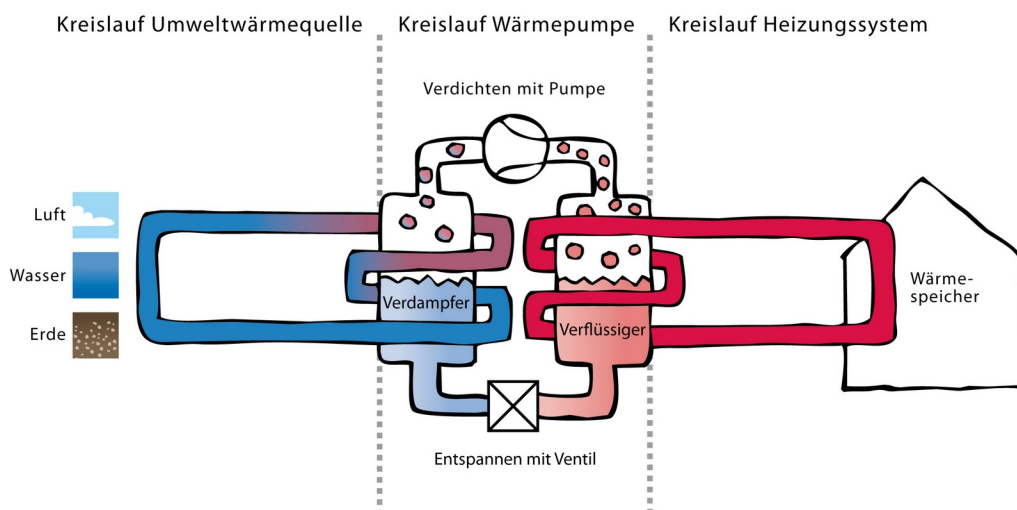 Kreislauf Umweltwärmequelle
Kreislauf Wärmepumpe
Kreislauf Heizungssystem
Verdichten mit Pumpe
Luft
Wasser
Erde
Verdampfer
Verflüssiger
Wärme-
speicher
Entspannen mit Ventil